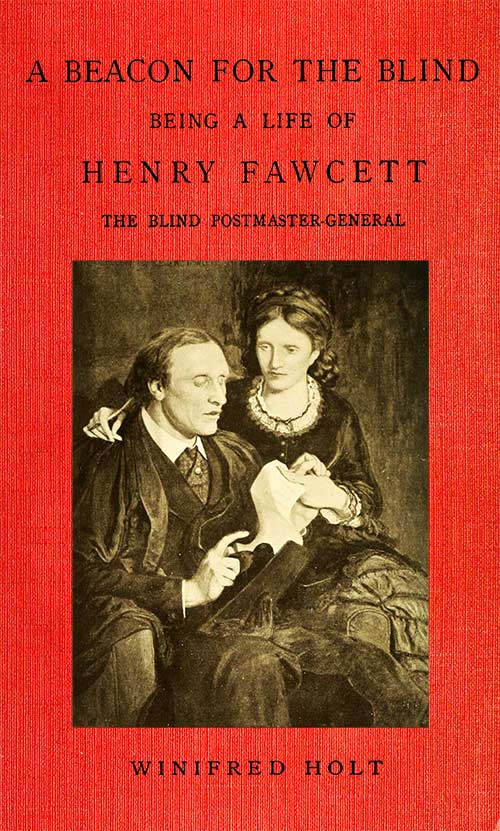 A BEACON FOR THE BLIND
BEING A LIFE OF
HENRY FAWCETT
THE BLIND POSTMASTER-GENERAL
WINIFRED HOLT